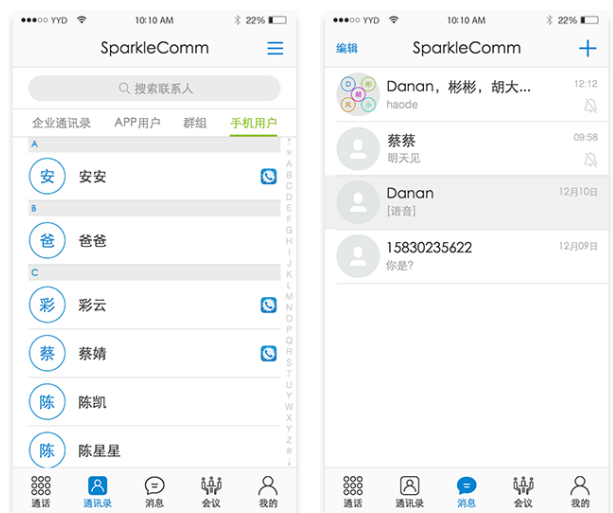 YYD 10:10 AM 22%
SparkleComm
搜索联系人
企业通讯录 APP用户 群组 手机用户
A
安 安安
B
爸 爸爸
C
彩 彩云
蔡 蔡婧
陈 陈凯
陈 陈星星
↑
*
A
B
C
D
E
F
G
H
I
J
K
L
M
N
O
P
Q
R
S
T
U
V
W
X
Y
Z
#
↓
通话 通讯录 消息 会议 我的
YYD 10:10 AM 22%
编辑 SparkleComm +
D 彬 胡 凤 小
Danan，彬彬，胡大... 12:12
haode
蔡蔡 09:58
明天见
Danan 12月10日
[语音]
15830235622 12月09日
你是?
通话 通讯录 消息 会议 我的